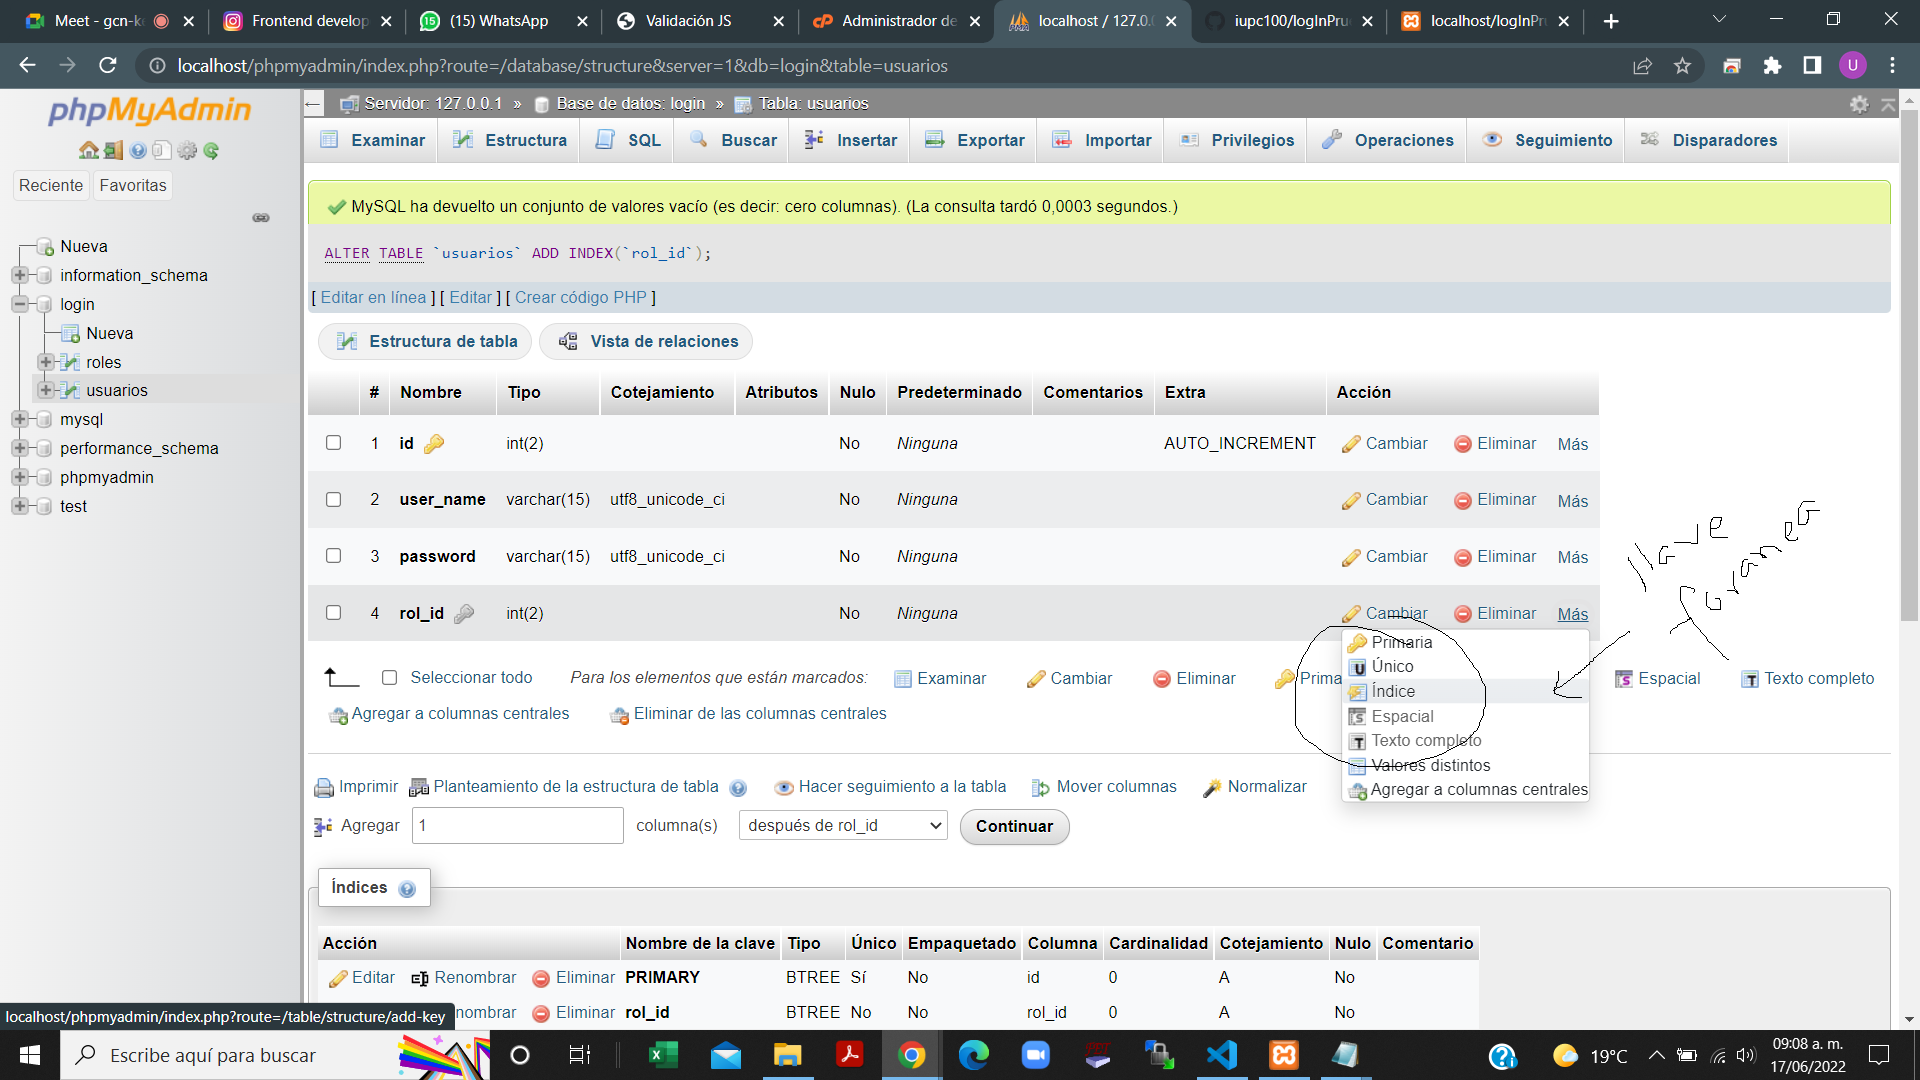 Meet - gcn-k
Frontend develop
(15) WhatsApp
Validación JS
Administrador de
localhost / 127.0.0
iupc100/logInPru
localhost/logInPr
localhost/phpmyadmin/index.php?route=/database/structure&server=1&db=login&table=usuarios
U
phpMyAdmin
Reciente Favoritas
Nueva
information_schema
login
Nueva
roles
usuarios
mysql
performance_schema
phpmyadmin
test
Servidor: 127.0.0.1 » Base de datos: login » Tabla: usuarios
Examinar Estructura SQL Buscar Insertar Exportar Importar Privilegios Operaciones Seguimiento Disparadores
MySQL ha devuelto un conjunto de valores vacío (es decir: cero columnas). (La consulta tardó 0,0003 segundos.)
ALTER TABLE `usuarios` ADD INDEX(`rol_id`);
[ Editar en línea ] [ Editar ] [ Crear código PHP ]
Estructura de tabla Vista de relaciones
# Nombre Tipo Cotejamiento Atributos Nulo Predeterminado Comentarios Extra Acción
1 id int(2) No Ninguna AUTO_INCREMENT Cambiar Eliminar Más
2 user_name varchar(15) utf8_unicode_ci No Ninguna Cambiar Eliminar Más
3 password varchar(15) utf8_unicode_ci No Ninguna Cambiar Eliminar Más
4 rol_id int(2) No Ninguna Cambiar Eliminar Más
Llave
Foranea
Primaria
Único
Índice
Espacial
Texto completo
Valores distintos
Agregar a columnas centrales
Seleccionar todo Para los elementos que están marcados: Examinar Cambiar Eliminar Prima Espacial Texto completo
Agregar a columnas centrales Eliminar de las columnas centrales
Imprimir Planteamiento de la estructura de tabla Hacer seguimiento a la tabla Mover columnas Normalizar
Agregar 1 columna(s) después de rol_id Continuar
Índices
Acción Nombre de la clave Tipo Único Empaquetado Columna Cardinalidad Cotejamiento Nulo Comentario
Editar Renombrar Eliminar PRIMARY BTREE Sí No id 0 A No
nombrar Eliminar rol_id BTREE No No rol_id 0 A No
localhost/phpmyadmin/index.php?route=/table/structure/add-key
Escribe aquí para buscar
19°C
09:08 a. m.
17/06/2022